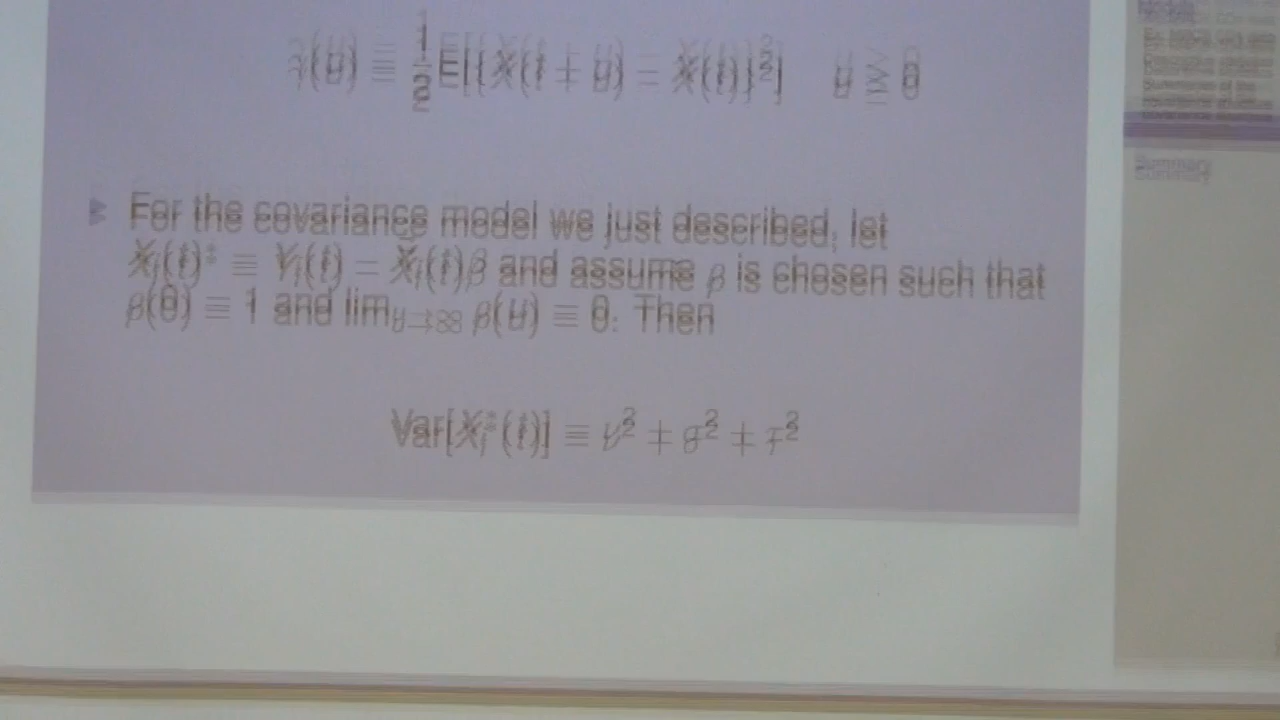 γ(u) = 1/2 E[{X(t + u) − X(t)}²] u ≥ 0
For the covariance model we just described, let
X_i(t)* = Y_i(t) − X_i(t)β and assume ρ is chosen such that
ρ(0) = 1 and lim_{u→∞} ρ(u) = 0. Then
Var[X_i*(t)] = ν² + σ² + τ²
Summary